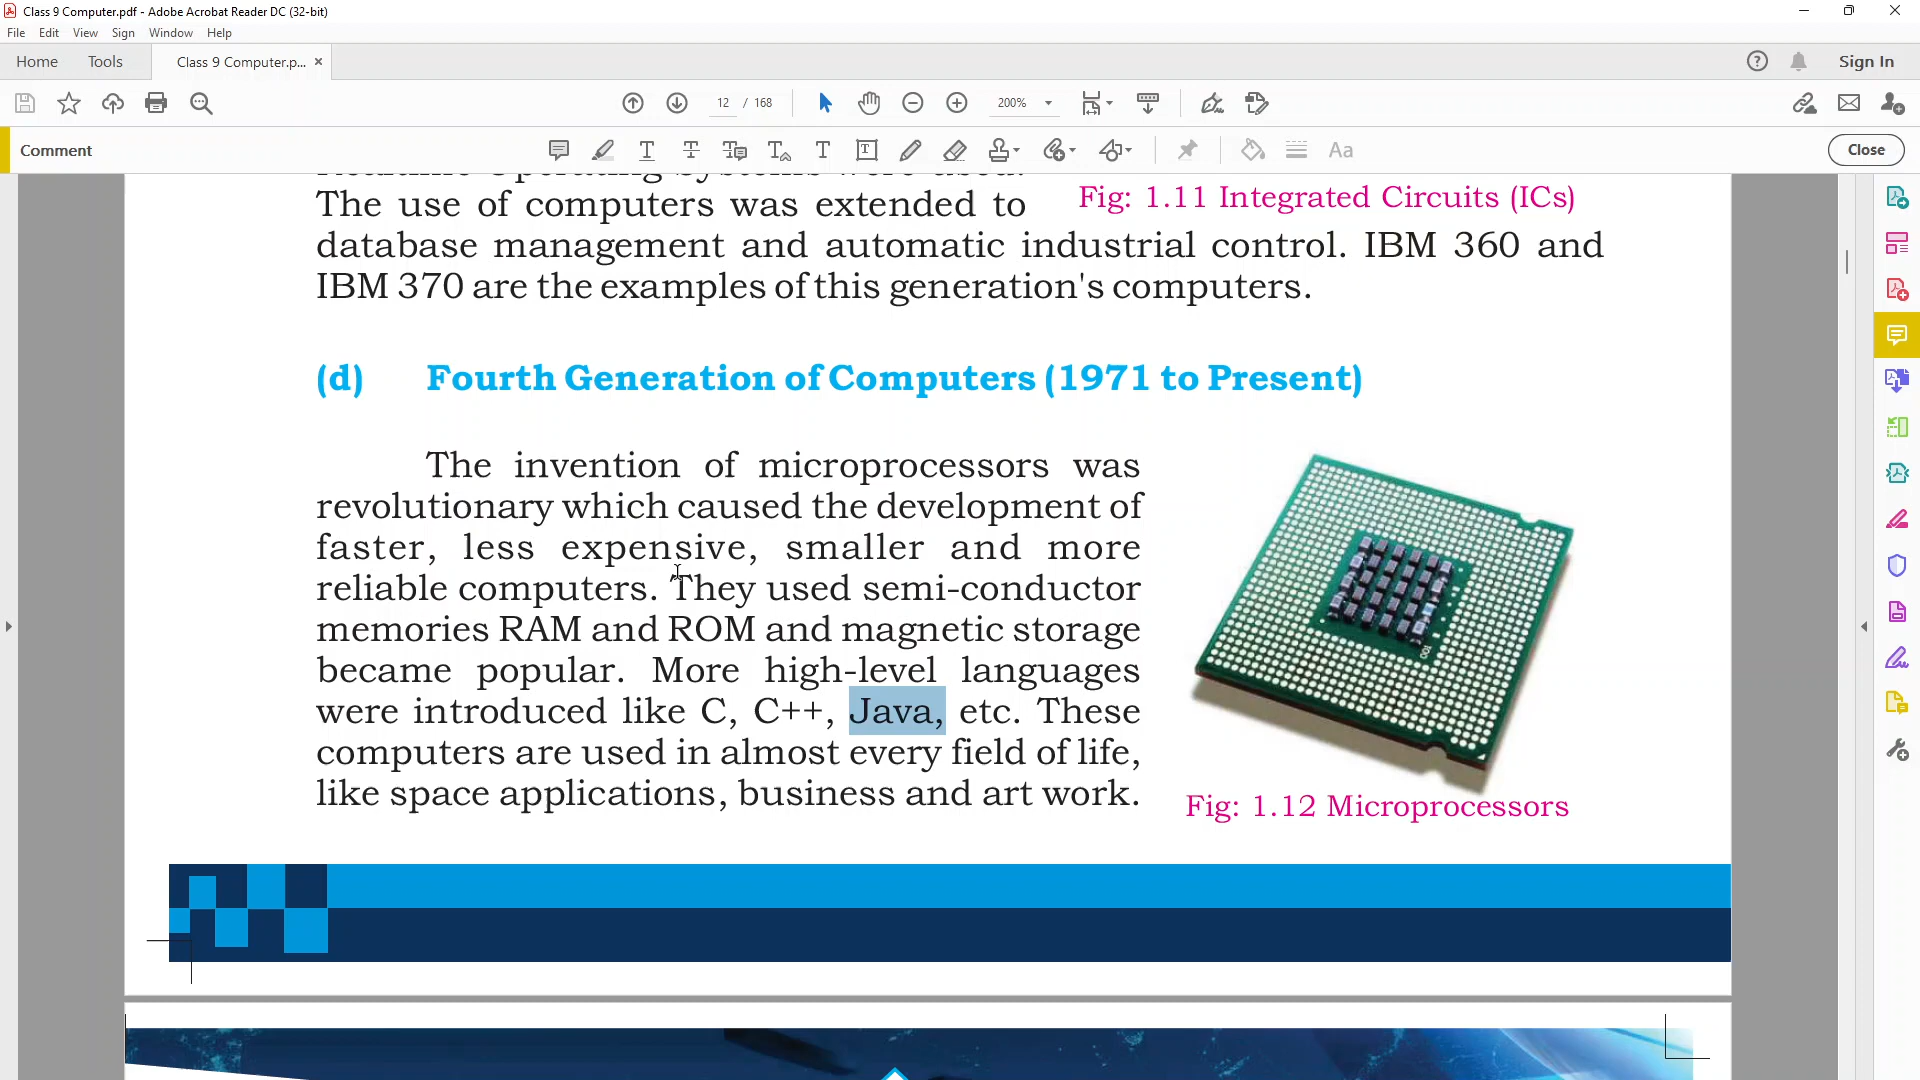 Class 9 Computer.pdf - Adobe Acrobat Reader DC (32-bit)
File Edit View Sign Window Help
Home Tools Class 9 Computer.p... × Sign In
12 / 168 200%
Comment Close
Realtime Operating Systems were used.
The use of computers was extended to
Fig: 1.11 Integrated Circuits (ICs)
database management and automatic industrial control. IBM 360 and
IBM 370 are the examples of this generation's computers.
(d) Fourth Generation of Computers (1971 to Present)
The invention of microprocessors was
revolutionary which caused the development of
faster, less expensive, smaller and more
reliable computers. They used semi-conductor
memories RAM and ROM and magnetic storage
became popular. More high-level languages
were introduced like C, C++, Java, etc. These
computers are used in almost every field of life,
like space applications, business and art work.
Fig: 1.12 Microprocessors